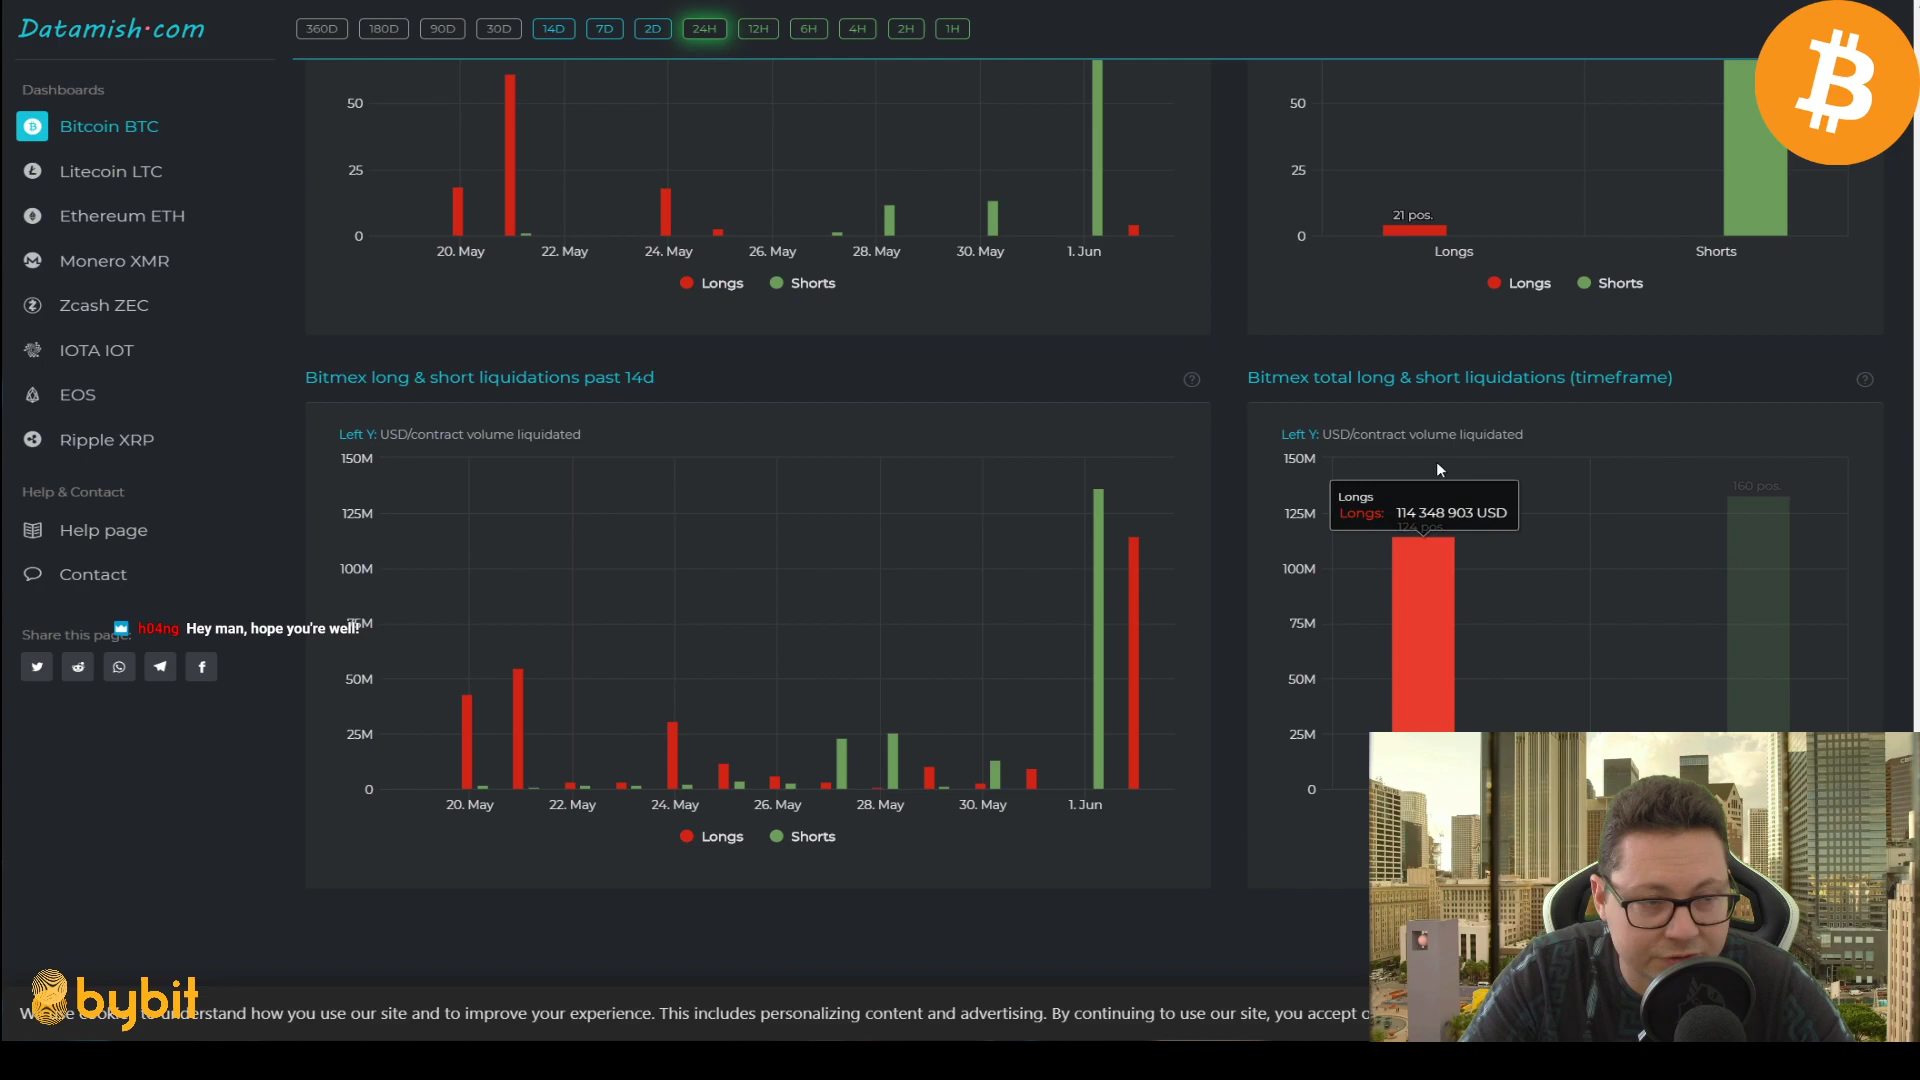 Datamish.com
360D 180D 90D 30D 14D 7D 2D 24H 12H 6H 4H 2H 1H
Dashboards
Bitcoin BTC
Litecoin LTC
Ethereum ETH
Monero XMR
Zcash ZEC
IOTA IOT
EOS
Ripple XRP
Help & Contact
Help page
Contact
Share this page:
h04ng Hey man, hope you're well!
50
25
0
20. May 22. May 24. May 26. May 28. May 30. May 1. Jun
Longs Shorts
50
25
0
21 pos.
Longs Shorts
Longs Shorts
Bitmex long & short liquidations past 14d
Left Y: USD/contract volume liquidated
150M
125M
100M
75M
50M
25M
0
20. May 22. May 24. May 26. May 28. May 30. May 1. Jun
Longs Shorts
Bitmex total long & short liquidations (timeframe)
Left Y: USD/contract volume liquidated
150M
125M
100M
75M
50M
25M
0
160 pos.
Longs
Longs: 114 348 903 USD
124 pos.
bybit
understand how you use our site and to improve your experience. This includes personalizing content and advertising. By continuing to use our site, you accept